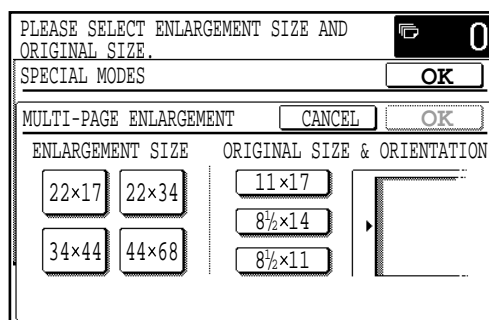 PLEASE SELECT ENLARGEMENT SIZE AND
ORIGINAL SIZE.
0
SPECIAL MODES OK
MULTI-PAGE ENLARGEMENT CANCEL OK
ENLARGEMENT SIZE ORIGINAL SIZE & ORIENTATION
22×17 22×34 11×17
8½×14
34×44 44×68 8½×11